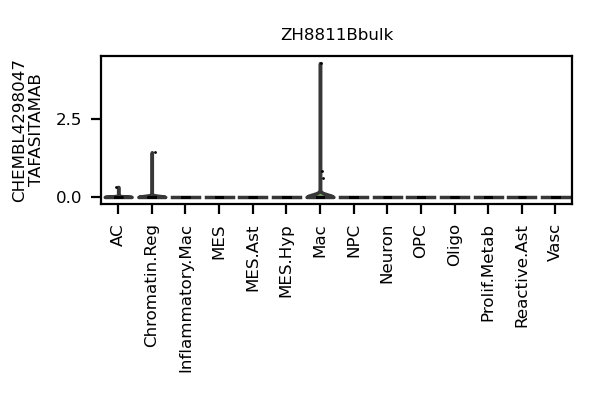 ZH8811Bbulk
CHEMBL4298047
TAFASITAMAB
2.5
0.0
AC
Chromatin.Reg
Inflammatory.Mac
MES
MES.Ast
MES.Hyp
Mac
NPC
Neuron
OPC
Oligo
Prolif.Metab
Reactive.Ast
Vasc